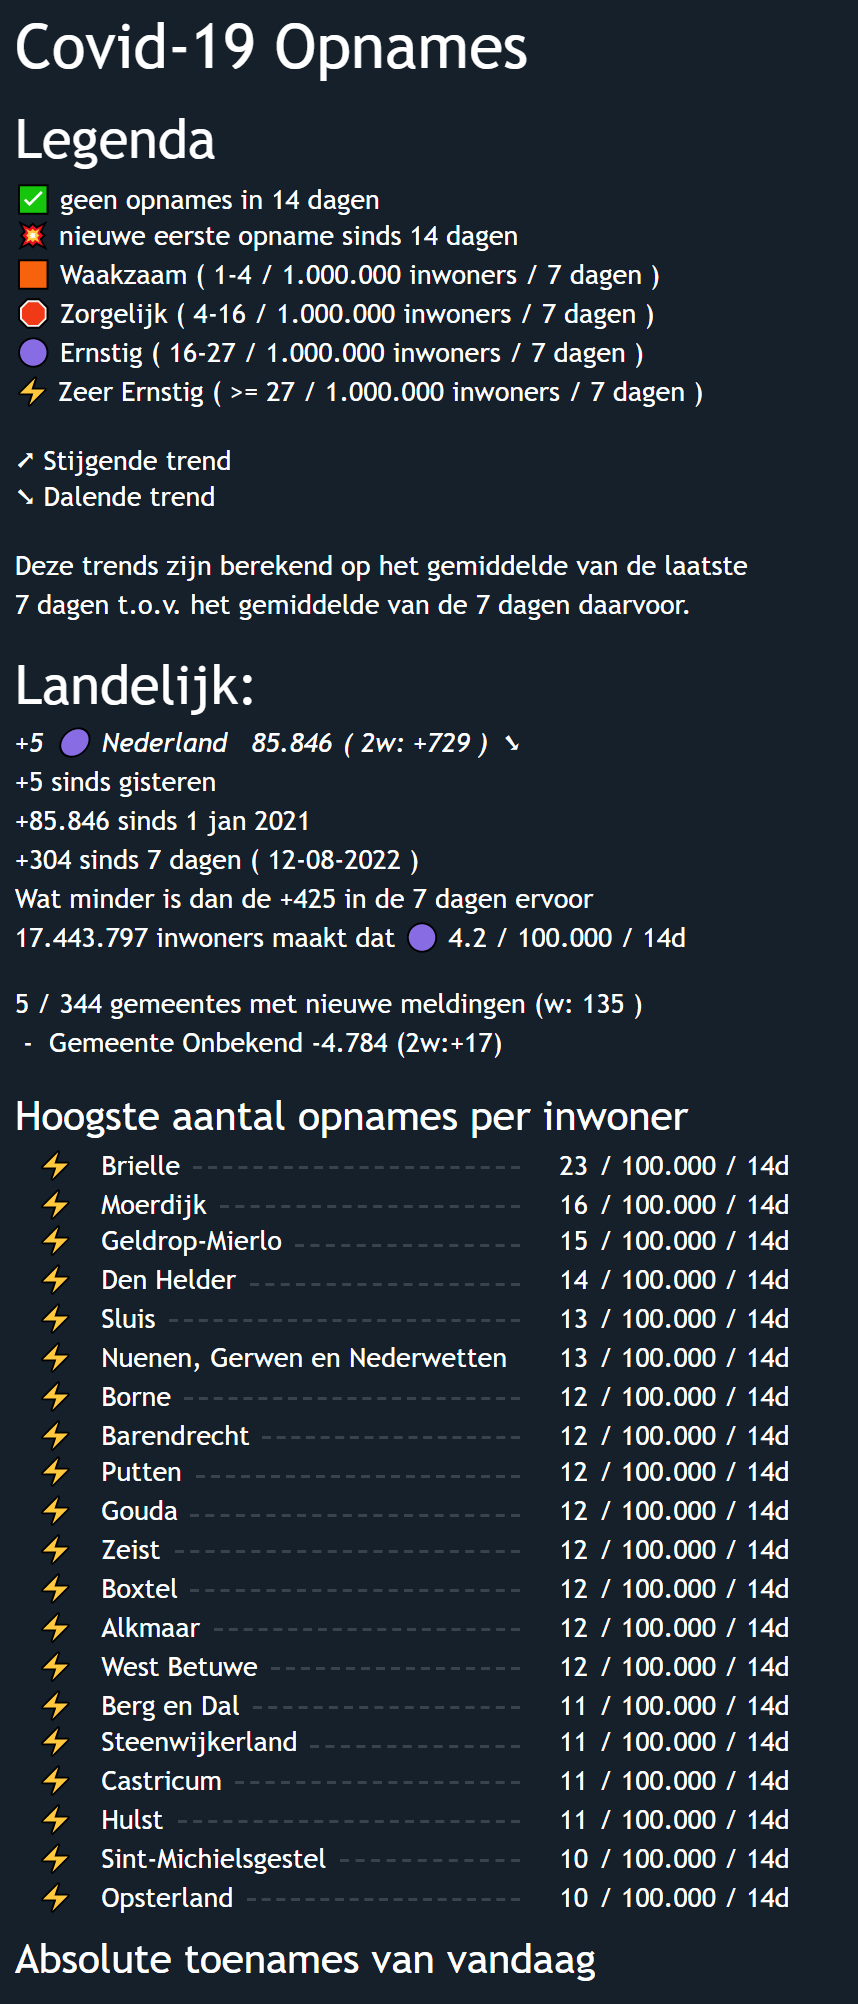 Covid-19 Opnames
Legenda
✅ geen opnames in 14 dagen
💥 nieuwe eerste opname sinds 14 dagen
🟧 Waakzaam ( 1-4 / 1.000.000 inwoners / 7 dagen )
🛑 Zorgelijk ( 4-16 / 1.000.000 inwoners / 7 dagen )
🟣 Ernstig ( 16-27 / 1.000.000 inwoners / 7 dagen )
⚡ Zeer Ernstig ( >= 27 / 1.000.000 inwoners / 7 dagen )
➚ Stijgende trend
➘ Dalende trend
Deze trends zijn berekend op het gemiddelde van de laatste
7 dagen t.o.v. het gemiddelde van de 7 dagen daarvoor.
Landelijk:
+5 🟣 Nederland 85.846 ( 2w: +729 ) ➘
+5 sinds gisteren
+85.846 sinds 1 jan 2021
+304 sinds 7 dagen ( 12-08-2022 )
Wat minder is dan de +425 in de 7 dagen ervoor
17.443.797 inwoners maakt dat 🟣 4.2 / 100.000 / 14d
5 / 344 gemeentes met nieuwe meldingen (w: 135 )
- Gemeente Onbekend -4.784 (2w:+17)
Hoogste aantal opnames per inwoner
⚡ Brielle 23 / 100.000 / 14d
⚡ Moerdijk 16 / 100.000 / 14d
⚡ Geldrop-Mierlo 15 / 100.000 / 14d
⚡ Den Helder 14 / 100.000 / 14d
⚡ Sluis 13 / 100.000 / 14d
⚡ Nuenen, Gerwen en Nederwetten 13 / 100.000 / 14d
⚡ Borne 12 / 100.000 / 14d
⚡ Barendrecht 12 / 100.000 / 14d
⚡ Putten 12 / 100.000 / 14d
⚡ Gouda 12 / 100.000 / 14d
⚡ Zeist 12 / 100.000 / 14d
⚡ Boxtel 12 / 100.000 / 14d
⚡ Alkmaar 12 / 100.000 / 14d
⚡ West Betuwe 12 / 100.000 / 14d
⚡ Berg en Dal 11 / 100.000 / 14d
⚡ Steenwijkerland 11 / 100.000 / 14d
⚡ Castricum 11 / 100.000 / 14d
⚡ Hulst 11 / 100.000 / 14d
⚡ Sint-Michielsgestel 10 / 100.000 / 14d
⚡ Opsterland 10 / 100.000 / 14d
Absolute toenames van vandaag